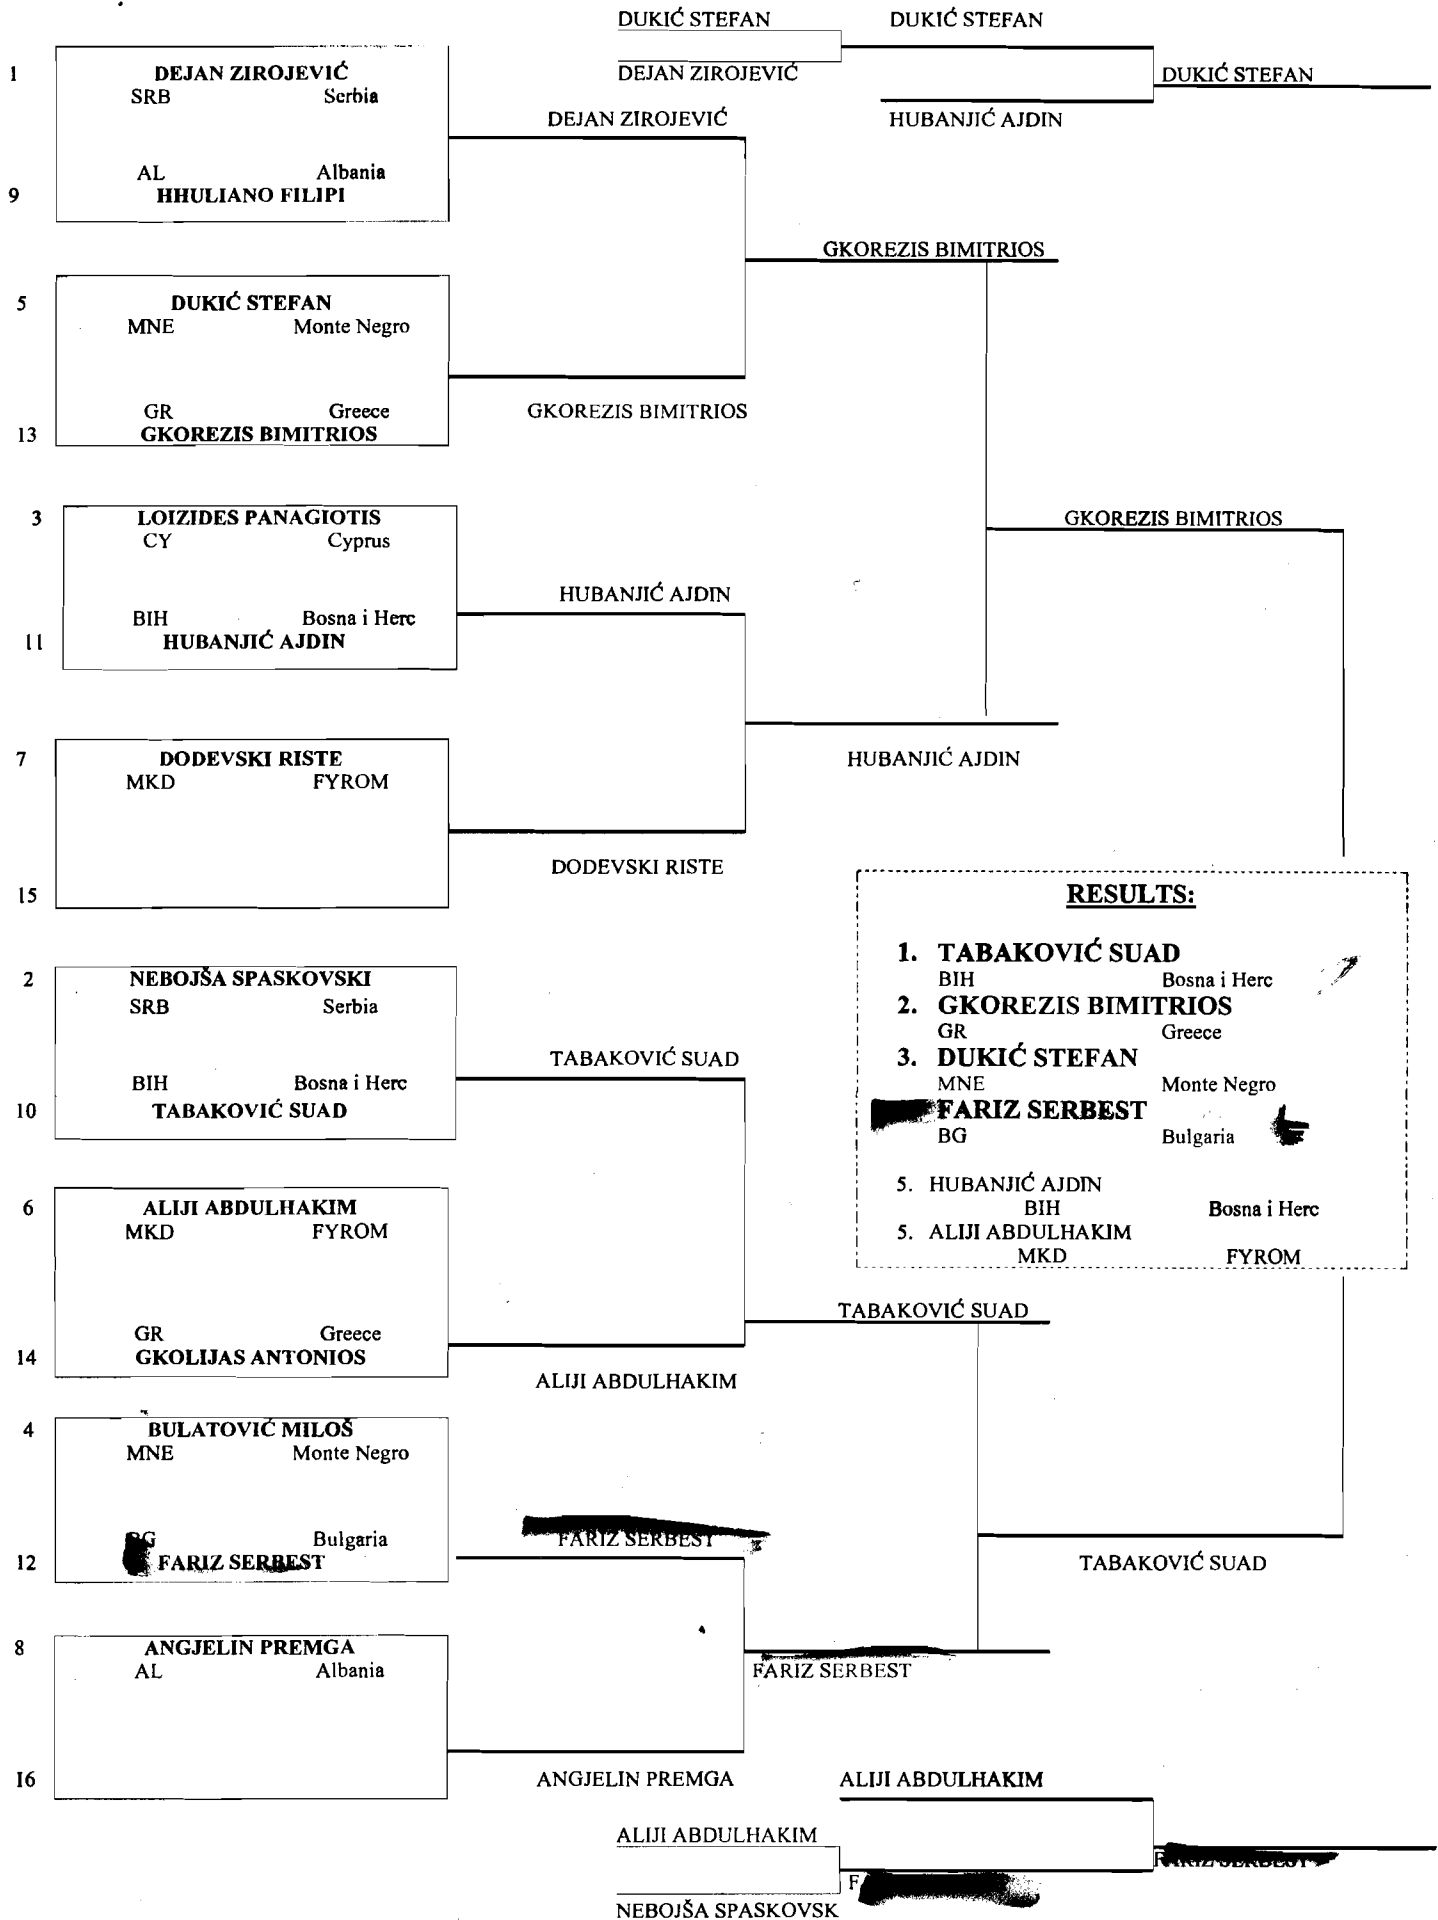 DUKIĆ STEFAN DUKIĆ STEFAN
DEJAN ZIROJEVIĆ DUKIĆ STEFAN
HUBANJIĆ AJDIN
1 DEJAN ZIROJEVIĆ
SRB Serbia
DEJAN ZIROJEVIĆ
AL Albania
9 HHULIANO FILIPI
GKOREZIS BIMITRIOS
5 DUKIĆ STEFAN
MNE Monte Negro
GR Greece
GKOREZIS BIMITRIOS
13 GKOREZIS BIMITRIOS
3 LOIZIDES PANAGIOTIS
CY Cyprus
GKOREZIS BIMITRIOS
HUBANJIĆ AJDIN
BIH Bosna i Herc
11 HUBANJIĆ AJDIN
7 DODEVSKI RISTE
MKD FYROM
HUBANJIĆ AJDIN
DODEVSKI RISTE
15
RESULTS:
1. TABAKOVIĆ SUAD
BIH Bosna i Herc
2. GKOREZIS BIMITRIOS
GR Greece
3. DUKIĆ STEFAN
MNE Monte Negro
FARIZ SERBEST
BG Bulgaria
5. HUBANJIĆ AJDIN
BIH Bosna i Herc
5. ALIJI ABDULHAKIM
MKD FYROM
2 NEBOJŠA SPASKOVSKI
SRB Serbia
TABAKOVIĆ SUAD
BIH Bosna i Herc
10 TABAKOVIĆ SUAD
6 ALIJI ABDULHAKIM
MKD FYROM
TABAKOVIĆ SUAD
GR Greece
14 GKOLIJAS ANTONIOS
ALIJI ABDULHAKIM
4 BULATOVIĆ MILOŠ
MNE Monte Negro
BG Bulgaria
FARIZ SERBEST
12 FARIZ SERBEST
TABAKOVIĆ SUAD
8 ANGJELIN PREMGA
AL Albania
FARIZ SERBEST
16
ANGJELIN PREMGA
ALIJI ABDULHAKIM
ALIJI ABDULHAKIM
FARIZ SERBEST
F
NEBOJŠA SPASKOVSK